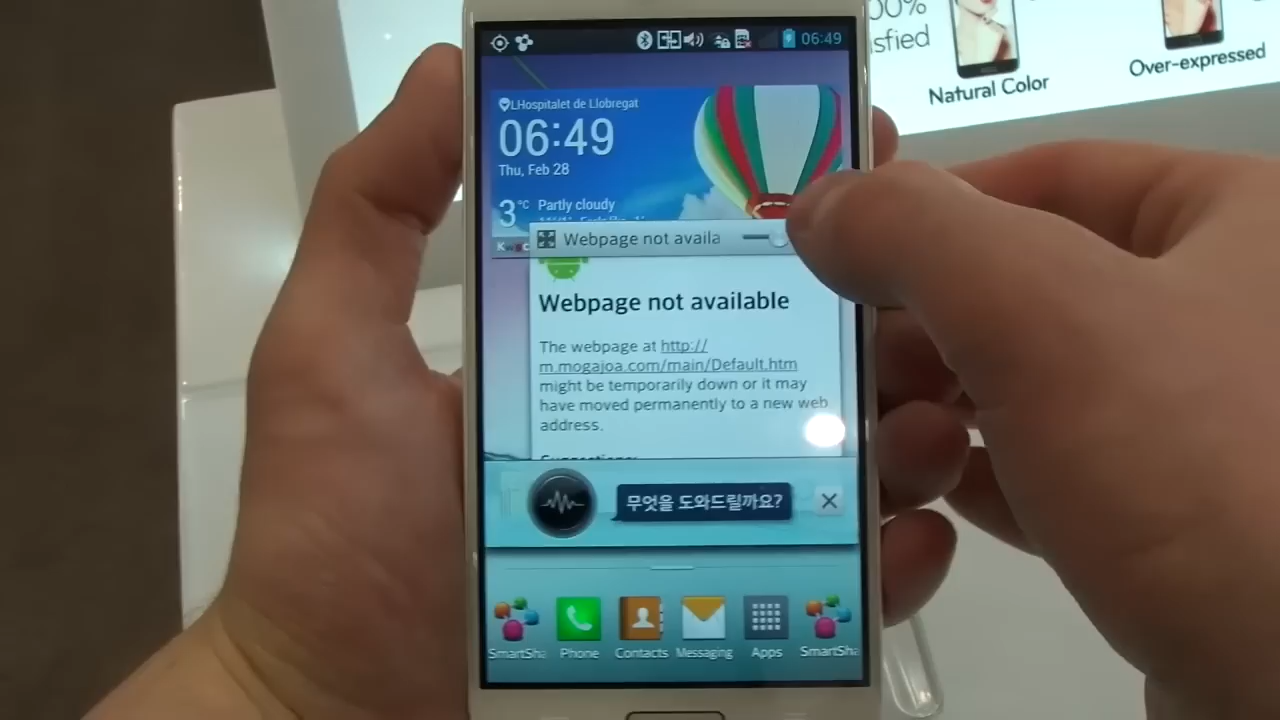 00%
sfied
Natural Color
Over-expressed
06:49
LHospitalet de Llobregat
06:49
Thu, Feb 28
3°C
Partly cloudy
Webpage not availa
Webpage not available
The webpage at http://
m.mogajoa.com/main/Default.htm
might be temporarily down or it may
have moved permanently to a new web
address.
무엇을 도와드릴까요?
SmartSha
Phone
Contacts
Messaging
Apps
SmartSha